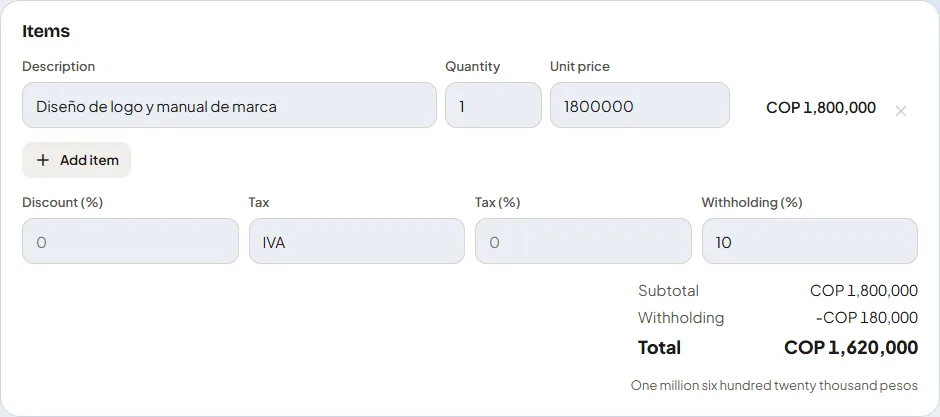 Items
Description Quantity Unit price
Diseño de logo y manual de marca 1 1800000 COP 1,800,000 ×
+ Add item
Discount (%) Tax Tax (%) Withholding (%)
0 IVA 0 10
Subtotal COP 1,800,000
Withholding -COP 180,000
Total COP 1,620,000
One million six hundred twenty thousand pesos